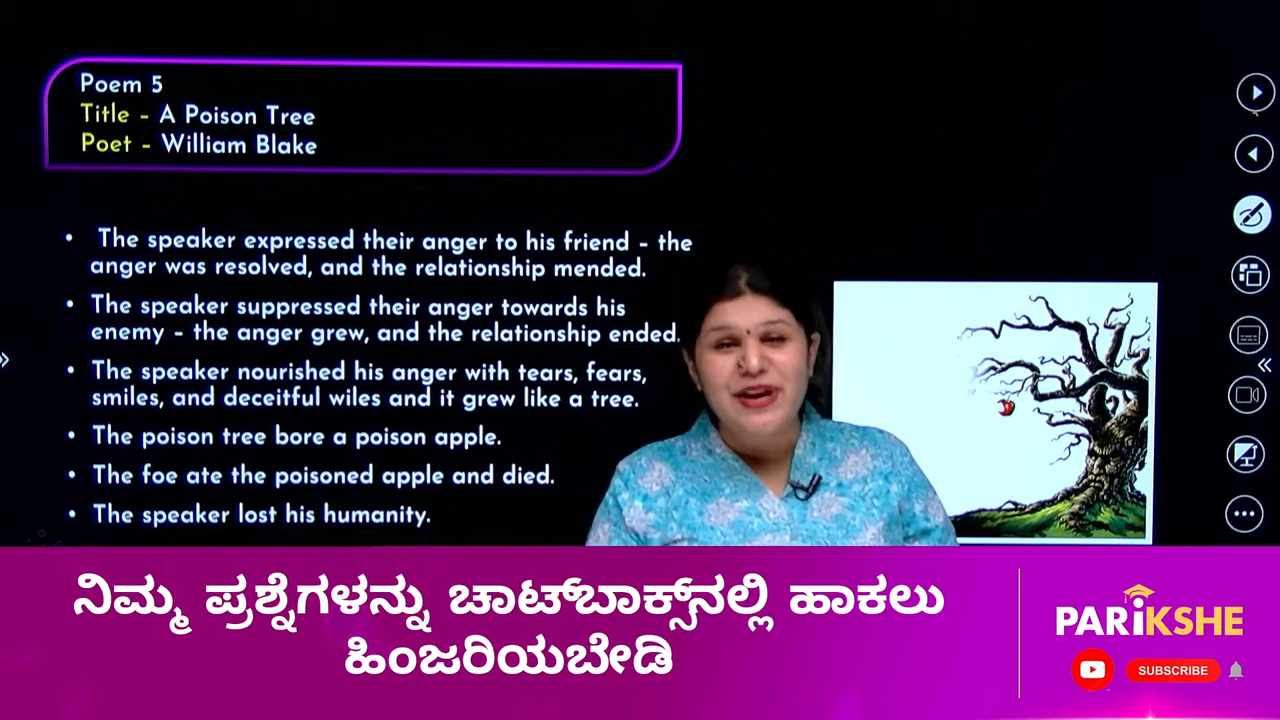 Poem 5
Title - A Poison Tree
Poet - William Blake
• The speaker expressed their anger to his friend - the
anger was resolved, and the relationship mended.
• The speaker suppressed their anger towards his
enemy - the anger grew, and the relationship ended.
• The speaker nourished his anger with tears, fears,
smiles, and deceitful wiles and it grew like a tree.
• The poison tree bore a poison apple.
• The foe ate the poisoned apple and died.
• The speaker lost his humanity.
ನಿಮ್ಮ ಪ್ರಶ್ನೆಗಳನ್ನು ಚಾಟ್‌ಬಾಕ್ಸ್‌ನಲ್ಲಿ ಹಾಕಲು
ಹಿಂಜರಿಯಬೇಡಿ
PARiKSHE
SUBSCRIBE